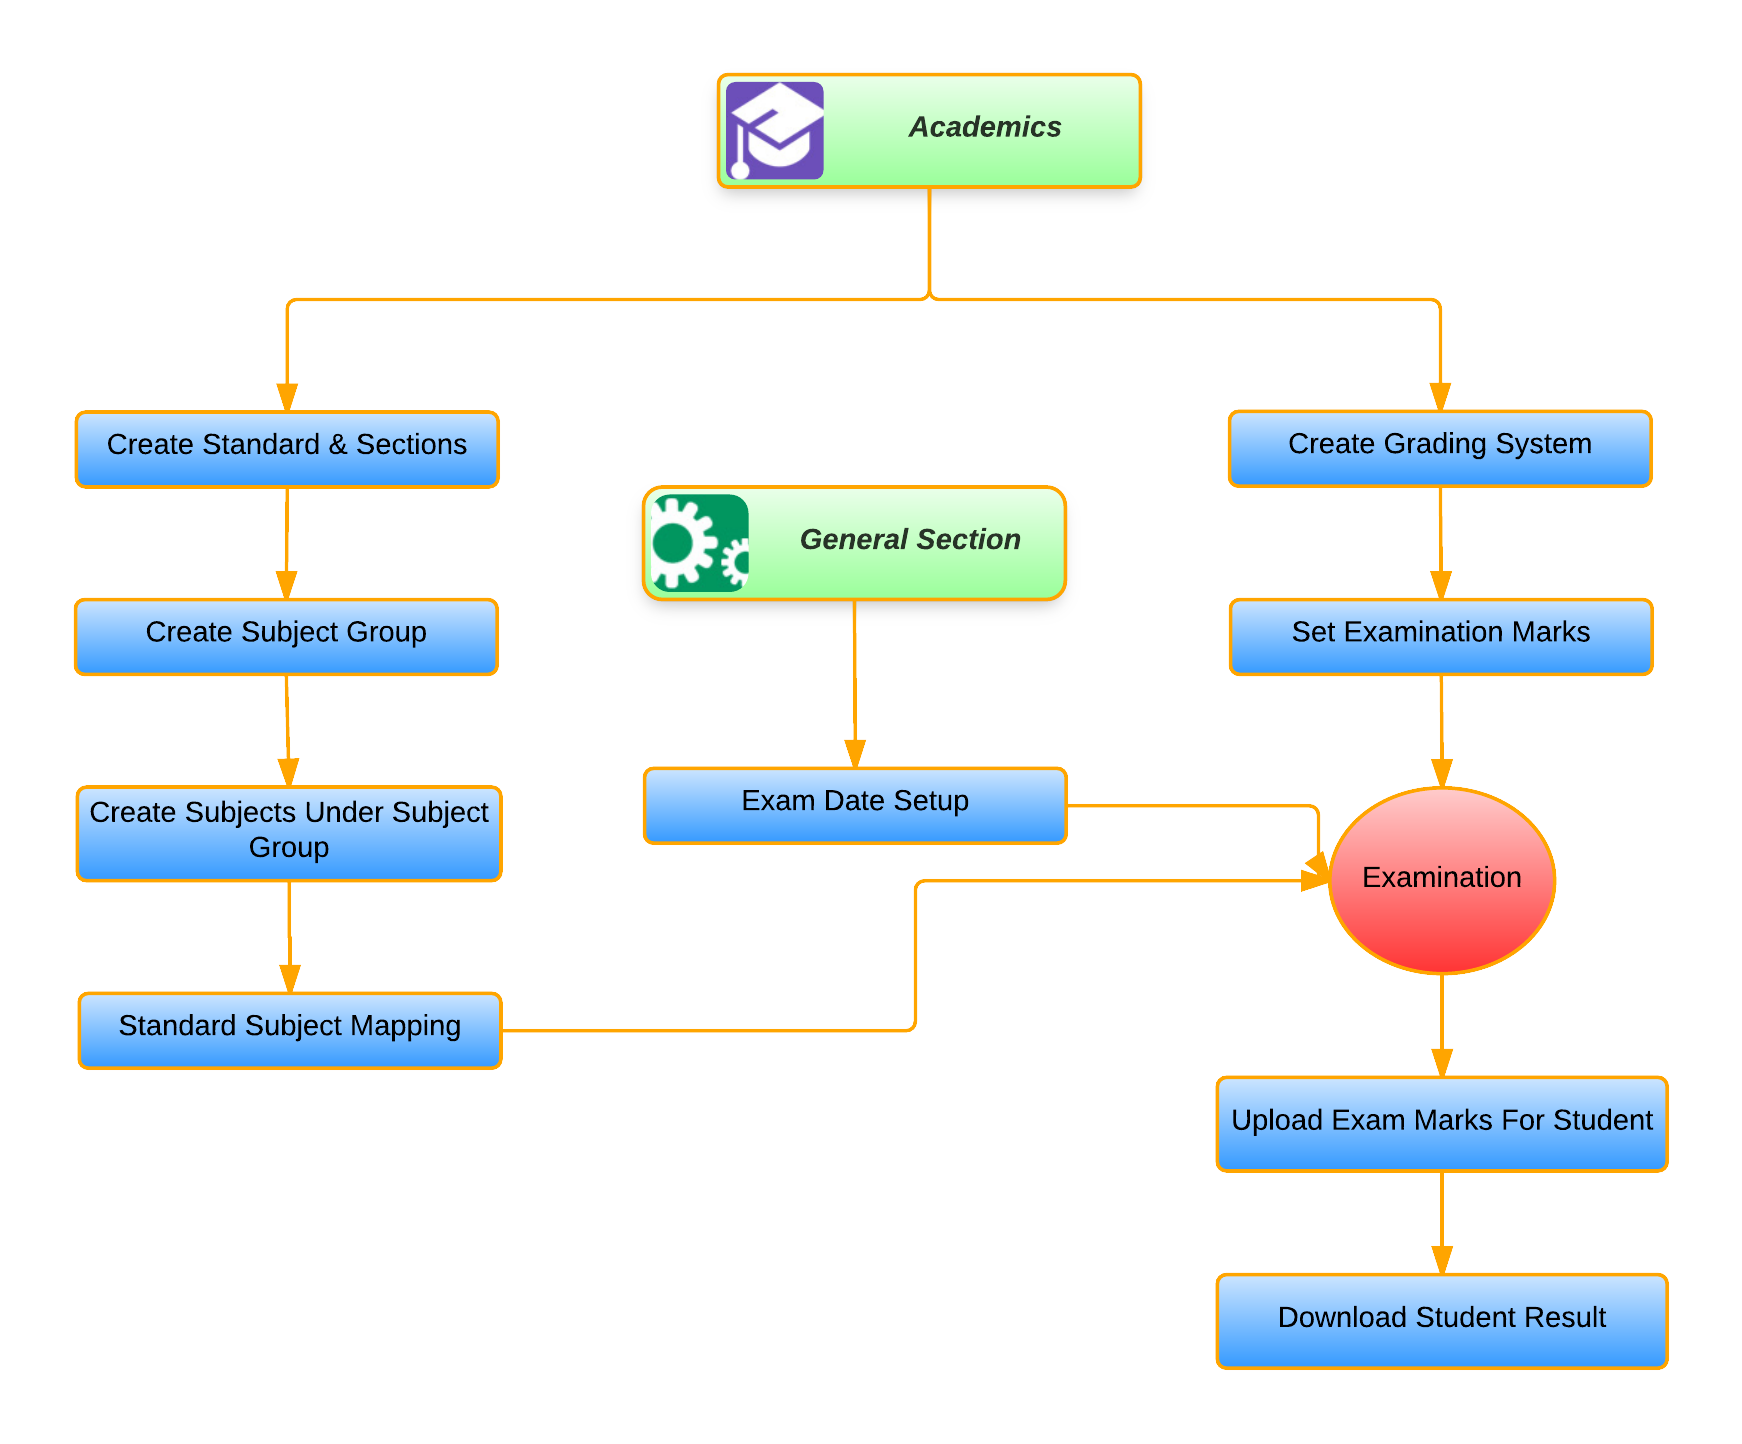 Academics
Create Standard & Sections
Create Grading System
General Section
Create Subject Group
Set Examination Marks
Create Subjects Under Subject
Group
Exam Date Setup
Examination
Standard Subject Mapping
Upload Exam Marks For Student
Download Student Result